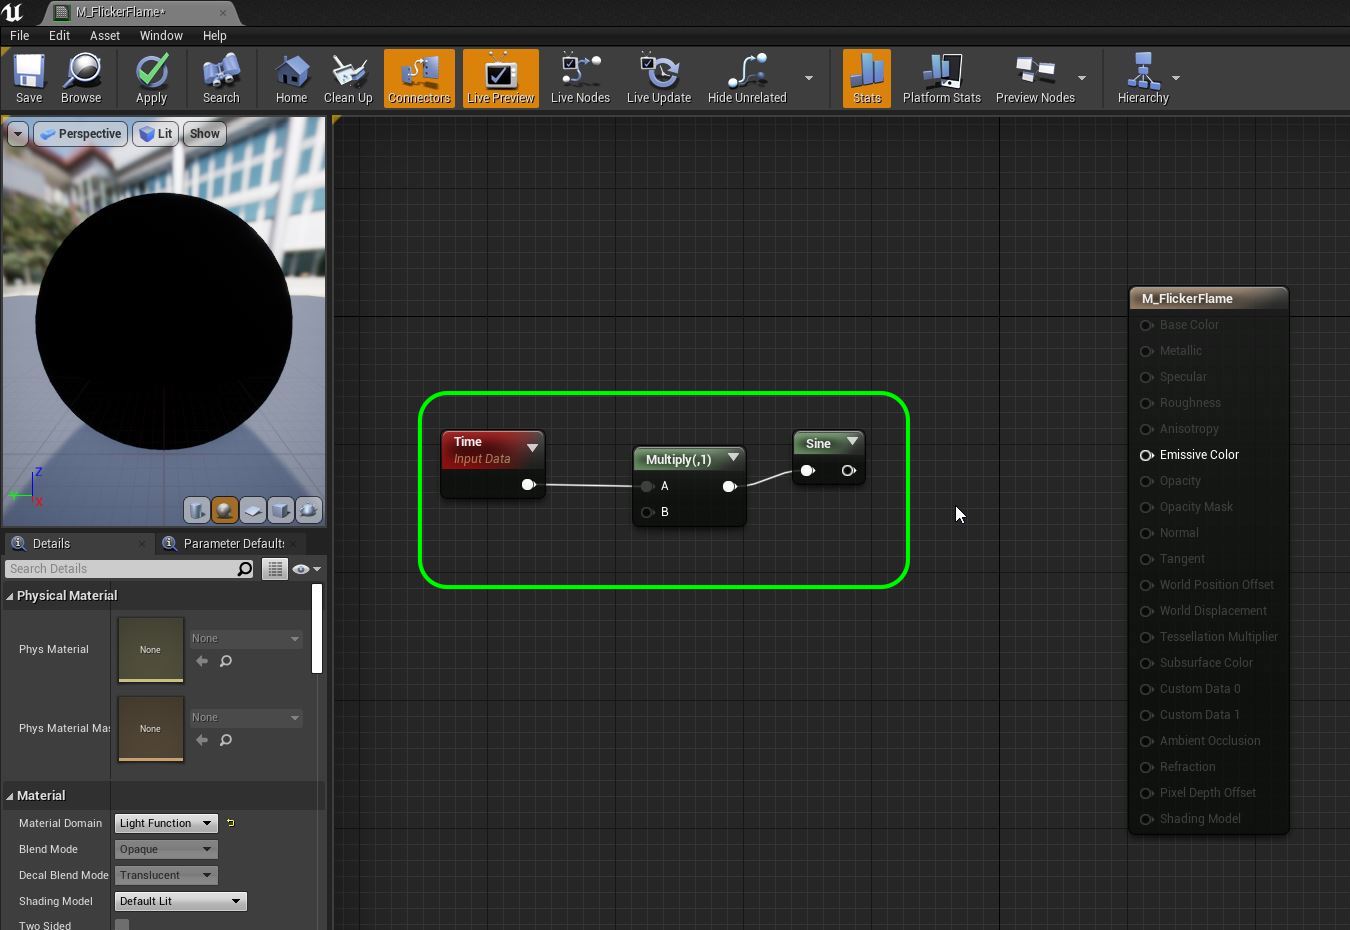 M_FlickerFlame*
File Edit Asset Window Help
Save Browse Apply Search Home Clean Up Connectors Live Preview Live Nodes Live Update Hide Unrelated Stats Platform Stats Preview Nodes Hierarchy
Perspective Lit Show
Z
Y
X
M_FlickerFlame
Base Color
Metallic
Specular
Roughness
Anisotropy
Emissive Color
Opacity
Opacity Mask
Normal
Tangent
World Position Offset
World Displacement
Tessellation Multiplier
Subsurface Color
Custom Data 0
Custom Data 1
Ambient Occlusion
Refraction
Pixel Depth Offset
Shading Model
Time
Input Data
Multiply(,1)
A
B
Sine
Details Parameter Default
Search Details
Physical Material
Phys Material None None
Phys Material Ma None None
Material
Material Domain Light Function
Blend Mode Opaque
Decal Blend Mode Translucent
Shading Model Default Lit
Two Sided